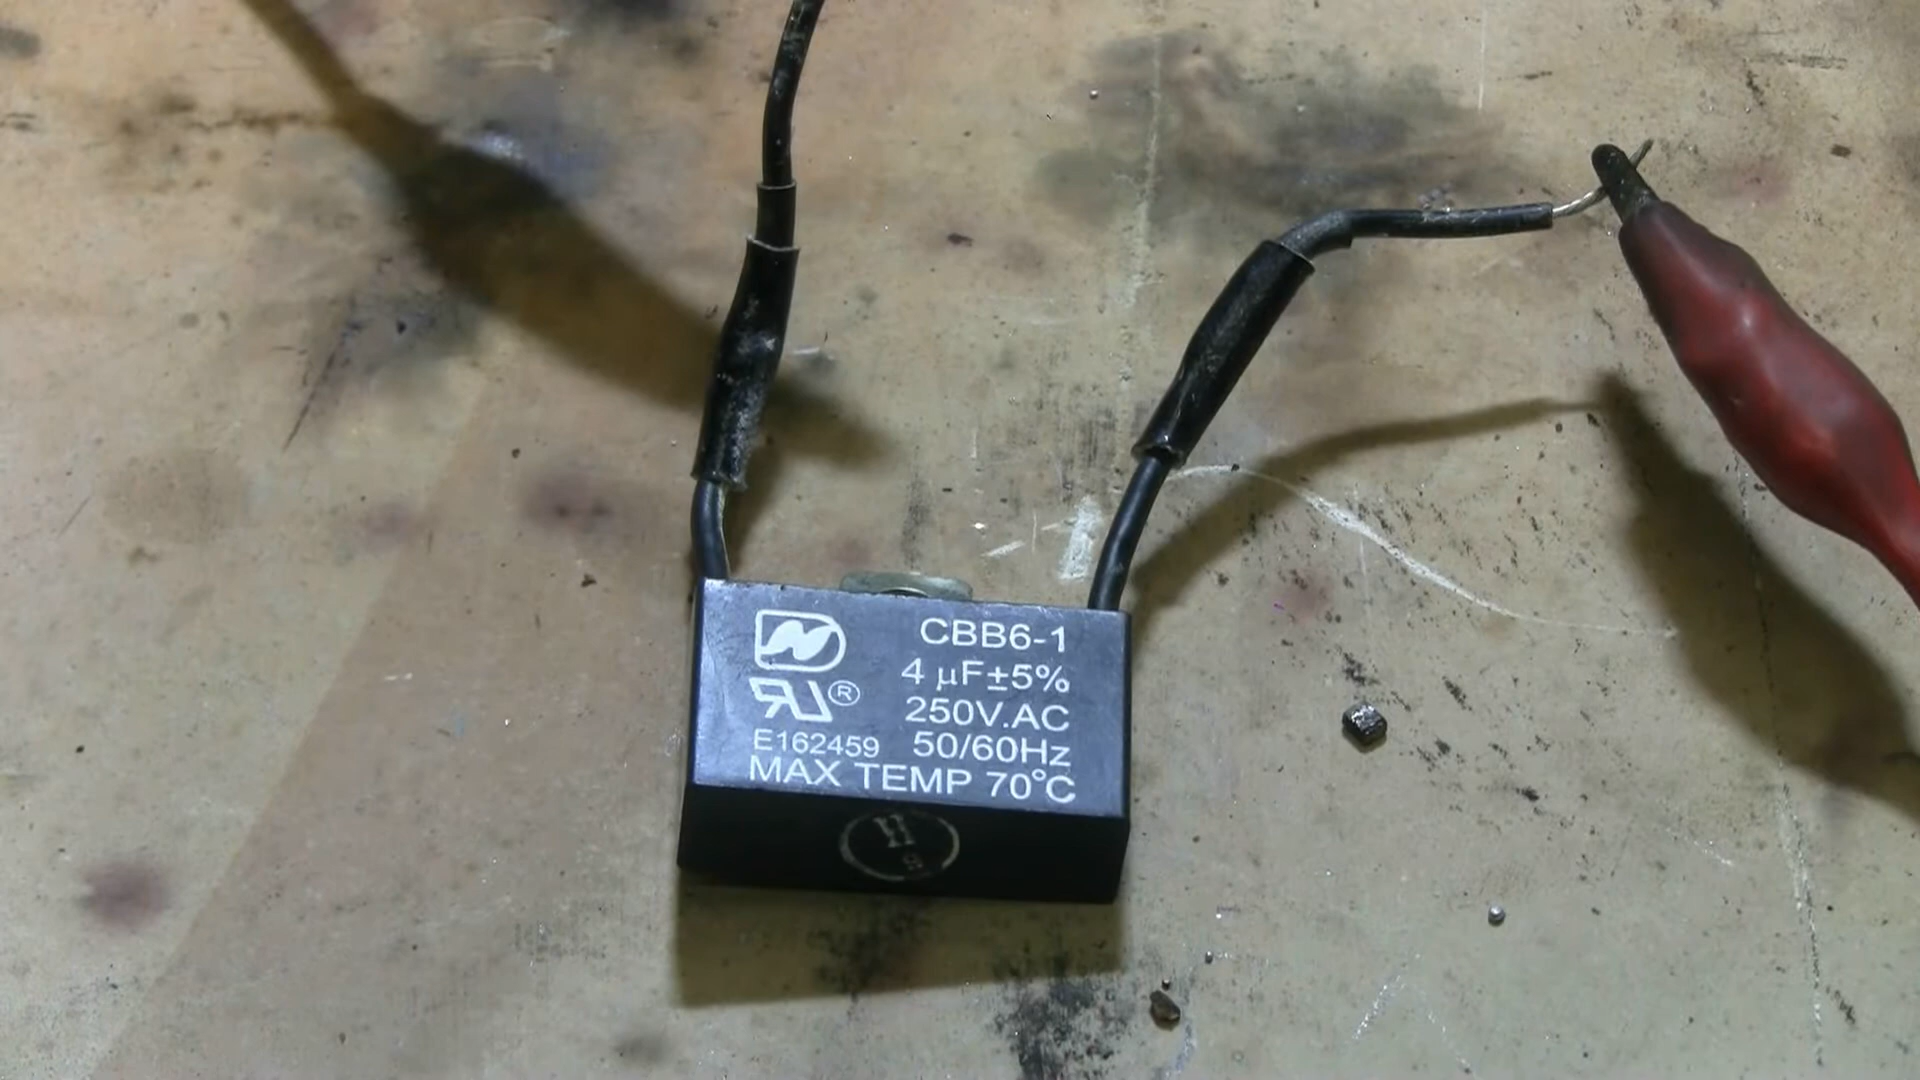 CBB6-1
4 μF±5%
®
250V.AC
E162459 50/60Hz
MAX TEMP 70°C